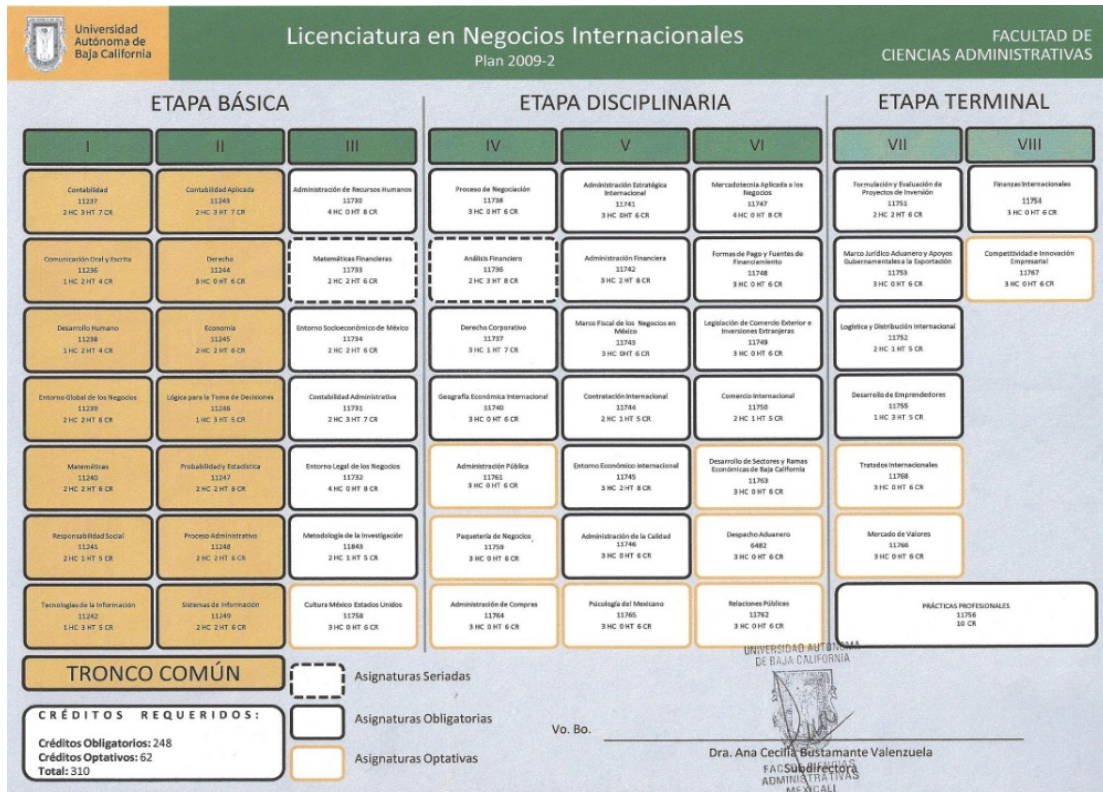 Universidad
Autónoma de
Baja California
Licenciatura en Negocios Internacionales
Plan 2009-2
FACULTAD DE
CIENCIAS ADMINISTRATIVAS
ETAPA BÁSICA
ETAPA DISCIPLINARIA
ETAPA TERMINAL
I
II
III
IV
V
VI
VII
VIII
Contabilidad
11237
2 HC 3 HT 7 CR
Contabilidad Aplicada
11243
2 HC 3 HT 7 CR
Administración de Recursos Humanos
11730
4 HC 0 HT 8 CR
Proceso de Negociación
11738
3 HC 0 HT 6 CR
Administración Estratégica
Internacional
11741
3 HC 0HT 6 CR
Mercadotecnia Aplicada a los
Negocios
11747
4 HC 0 HT 8 CR
Formulación y Evaluación de
Proyectos de Inversión
11751
2 HC 2 HT 6 CR
Finanzas Internacionales
11754
3 HC 0 HT 6 CR
Comunicación Oral y Escrita
11236
1 HC 2 HT 4 CR
Derecho
11244
3 HC 0 HT 6 CR
Matemáticas Financieras
11733
2 HC 2 HT 6 CR
Análisis Financiero
11736
2 HC 3 HT 8 CR
Administración Financiera
11742
3 HC 2 HT 8 CR
Formas de Pago y Fuentes de
Financiamiento
11748
3 HC 0 HT 6 CR
Marco Jurídico Aduanero y Apoyos
Gubernamentales a la Exportación
11753
3 HC 0 HT 6 CR
Competitividad e Innovación
Empresarial
11767
3 HC 0 HT 6 CR
Desarrollo Humano
11238
1 HC 2 HT 4 CR
Economía
11245
2 HC 2 HT 6 CR
Entorno Socioeconómico de México
11734
2 HC 2 HT 6 CR
Derecho Corporativo
11737
3 HC 1 HT 7 CR
Marco Fiscal de los Negocios en
México
11743
3 HC 0HT 6 CR
Legislación de Comercio Exterior e
Inversiones Extranjeras
11749
3 HC 0 HT 6 CR
Logística y Distribución Internacional
11752
2 HC 1 HT 5 CR
Entorno Global de los Negocios
11239
2 HC 2 HT 6 CR
Lógica para la Toma de Decisiones
11246
1 HC 3 HT 5 CR
Contabilidad Administrativa
11731
2 HC 3 HT 7 CR
Geografía Económica Internacional
11740
3 HC 0 HT 6 CR
Contratación Internacional
11744
2 HC 1 HT 5 CR
Comercio Internacional
11750
2 HC 1 HT 5 CR
Desarrollo de Emprendedores
11755
1 HC 3 HT 5 CR
Matemáticas
11240
2 HC 2 HT 6 CR
Probabilidad y Estadística
11247
2 HC 2 HT 6 CR
Entorno Legal de los Negocios
11732
4 HC 0 HT 8 CR
Administración Pública
11761
3 HC 0 HT 6 CR
Entorno Económico Internacional
11745
3 HC 2 HT 8 CR
Desarrollo de Sectores y Ramas
Económicas de Baja California
11763
3 HC 0 HT 6 CR
Tratados Internacionales
11768
3 HC 0 HT 6 CR
Responsabilidad Social
11241
2 HC 1 HT 5 CR
Proceso Administrativo
11248
2 HC 2 HT 6 CR
Metodología de la Investigación
11843
2 HC 1 HT 5 CR
Paquetería de Negocios
11759
3 HC 0 HT 6 CR
Administración de la Calidad
11746
3 HC 0 HT 6 CR
Despacho Aduanero
6482
3 HC 0 HT 6 CR
Mercado de Valores
11766
3 HC 0 HT 6 CR
Tecnologías de la Información
11242
1 HC 3 HT 5 CR
Sistemas de Información
11249
2 HC 2 HT 6 CR
Cultura México Estados Unidos
11758
3 HC 0 HT 6 CR
Administración de Compras
11764
3 HC 0 HT 6 CR
Psicología del Mexicano
11765
3 HC 0 HT 6 CR
Relaciones Públicas
11762
3 HC 0 HT 6 CR
PRÁCTICAS PROFESIONALES
11756
10 CR
TRONCO COMÚN
Asignaturas Seriadas
Asignaturas Obligatorias
Asignaturas Optativas
CRÉDITOS REQUERIDOS:
Créditos Obligatorios: 248
Créditos Optativos: 62
Total: 310
UNIVERSIDAD AUTÓNOMA
DE BAJA CALIFORNIA
Vo. Bo.
Dra. Ana Cecilia Bustamante Valenzuela
Subdirectora
ADMINISTRATIVAS
MEXICALI